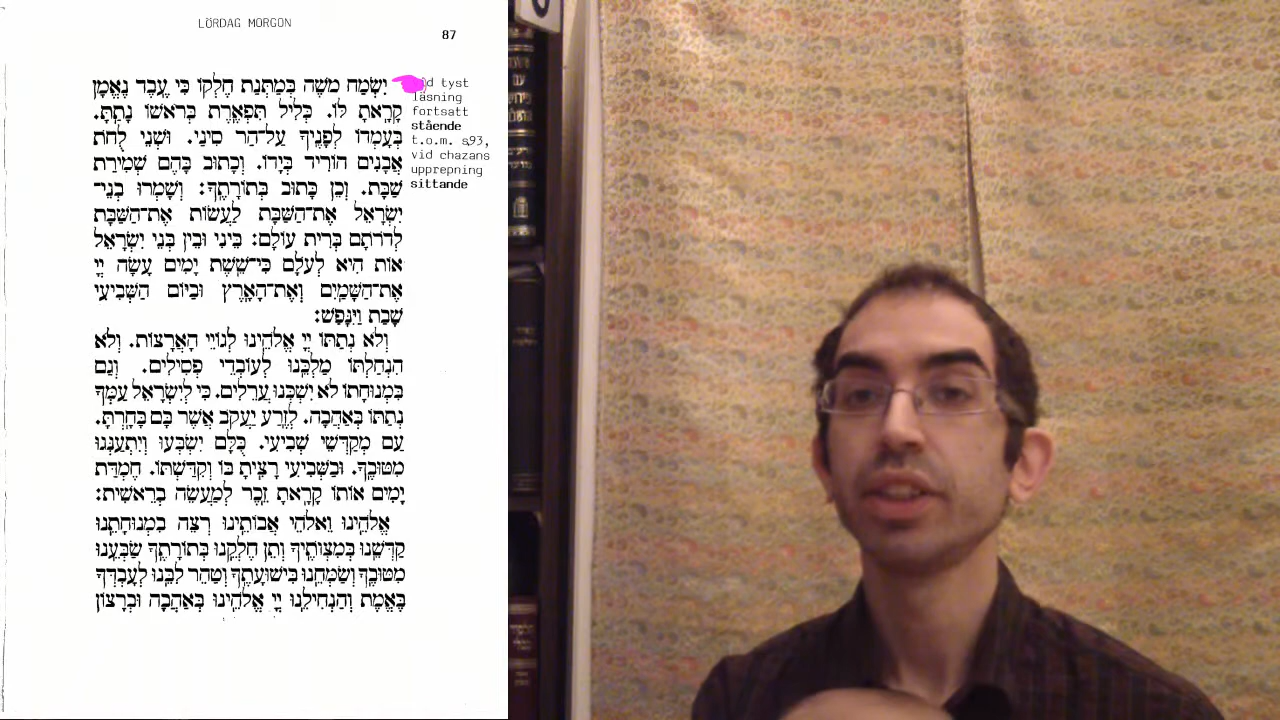 LÖRDAG MORGON
87
יִשְׂמַח מֹשֶׁה בְּמַתְּנַת חֶלְקוֹ כִּי עֶבֶד נֶאֱמָן
קָרָאתָ לּוֹ. כְּלִיל תִּפְאֶרֶת בְּרֹאשׁוֹ נָתַתָּ.
בְּעָמְדוֹ לְפָנֶיךָ עַל־הַר סִינַי. וּשְׁנֵי לֻחֹת
אֲבָנִים הוֹרִיד בְּיָדוֹ. וְכָתוּב בָּהֶם שְׁמִירַת
שַׁבָּת. וְכֵן כָּתוּב בְּתוֹרָתֶךָ: וְשָׁמְרוּ בְנֵי־
יִשְׂרָאֵל אֶת־הַשַּׁבָּת לַעֲשׂוֹת אֶת־הַשַּׁבָּת
לְדֹרֹתָם בְּרִית עוֹלָם: בֵּינִי וּבֵין בְּנֵי יִשְׂרָאֵל
אוֹת הִיא לְעֹלָם כִּי־שֵׁשֶׁת יָמִים עָשָׂה יְיָ
אֶת־הַשָּׁמַיִם וְאֶת־הָאָרֶץ וּבַיּוֹם הַשְּׁבִיעִי
שָׁבַת וַיִּנָּפַשׁ:
וְלֹא נְתַתּוֹ יְיָ אֱלֹהֵינוּ לְגוֹיֵי הָאֲרָצוֹת. וְלֹא
הִנְחַלְתּוֹ מַלְכֵּנוּ לְעוֹבְדֵי פְסִילִים. וְגַם
בִּמְנוּחָתוֹ לֹא יִשְׁכְּנוּ עֲרֵלִים. כִּי לְיִשְׂרָאֵל עַמְּךָ
נְתַתּוֹ בְּאַהֲבָה. לְזֶרַע יַעֲקֹב אֲשֶׁר בָּם בָּחָרְתָּ.
עַם מְקַדְּשֵׁי שְׁבִיעִי. כֻּלָּם יִשְׂבְּעוּ וְיִתְעַנְּגוּ
מִטּוּבֶךָ. וּבַשְּׁבִיעִי רָצִיתָ בּוֹ וְקִדַּשְׁתּוֹ. חֶמְדַּת
יָמִים אוֹתוֹ קָרָאתָ זֵכֶר לְמַעֲשֵׂה בְרֵאשִׁית:
אֱלֹהֵינוּ וֵאלֹהֵי אֲבוֹתֵינוּ רְצֵה בִמְנוּחָתֵנוּ
קַדְּשֵׁנוּ בְּמִצְוֹתֶיךָ וְתֵן חֶלְקֵנוּ בְּתוֹרָתֶךָ שַׂבְּעֵנוּ
מִטּוּבֶךָ וְשַׂמְּחֵנוּ בִּישׁוּעָתֶךָ וְטַהֵר לִבֵּנוּ לְעָבְדְּךָ
בֶּאֱמֶת וְהַנְחִילֵנוּ יְיָ אֱלֹהֵינוּ בְּאַהֲבָה וּבְרָצוֹן
tyst
läsning
fortsatt
stående
t.o.m. s93,
vid chazans
upprepning
sittande